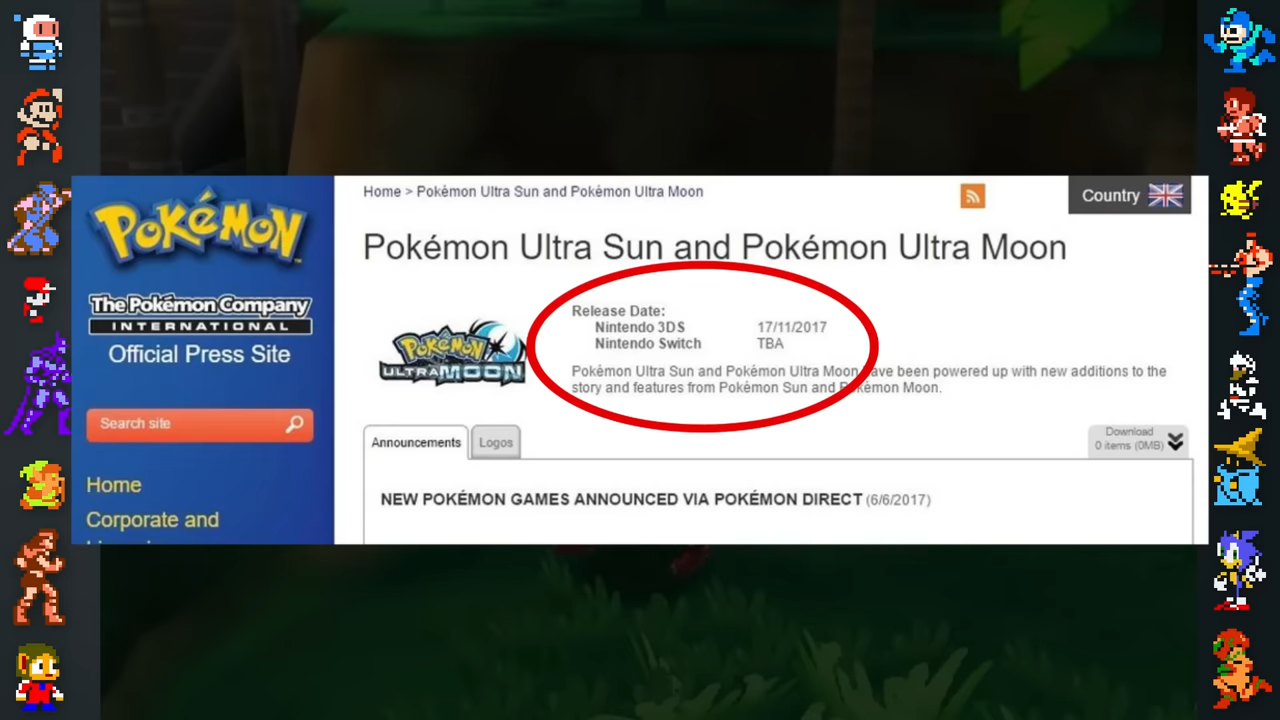 Home > Pokémon Ultra Sun and Pokémon Ultra Moon
Country
POKéMON
TM
The Pokémon Company
INTERNATIONAL
Official Press Site
Search site
Home
Corporate and
Pokémon Ultra Sun and Pokémon Ultra Moon
POKéMON
ULTRA MOON
Release Date:
Nintendo 3DS 17/11/2017
Nintendo Switch TBA
Pokémon Ultra Sun and Pokémon Ultra Moon have been powered up with new additions to the
story and features from Pokémon Sun and Pokémon Moon.
Announcements Logos
Download
0 items (0MB)
NEW POKÉMON GAMES ANNOUNCED VIA POKÉMON DIRECT (6/6/2017)